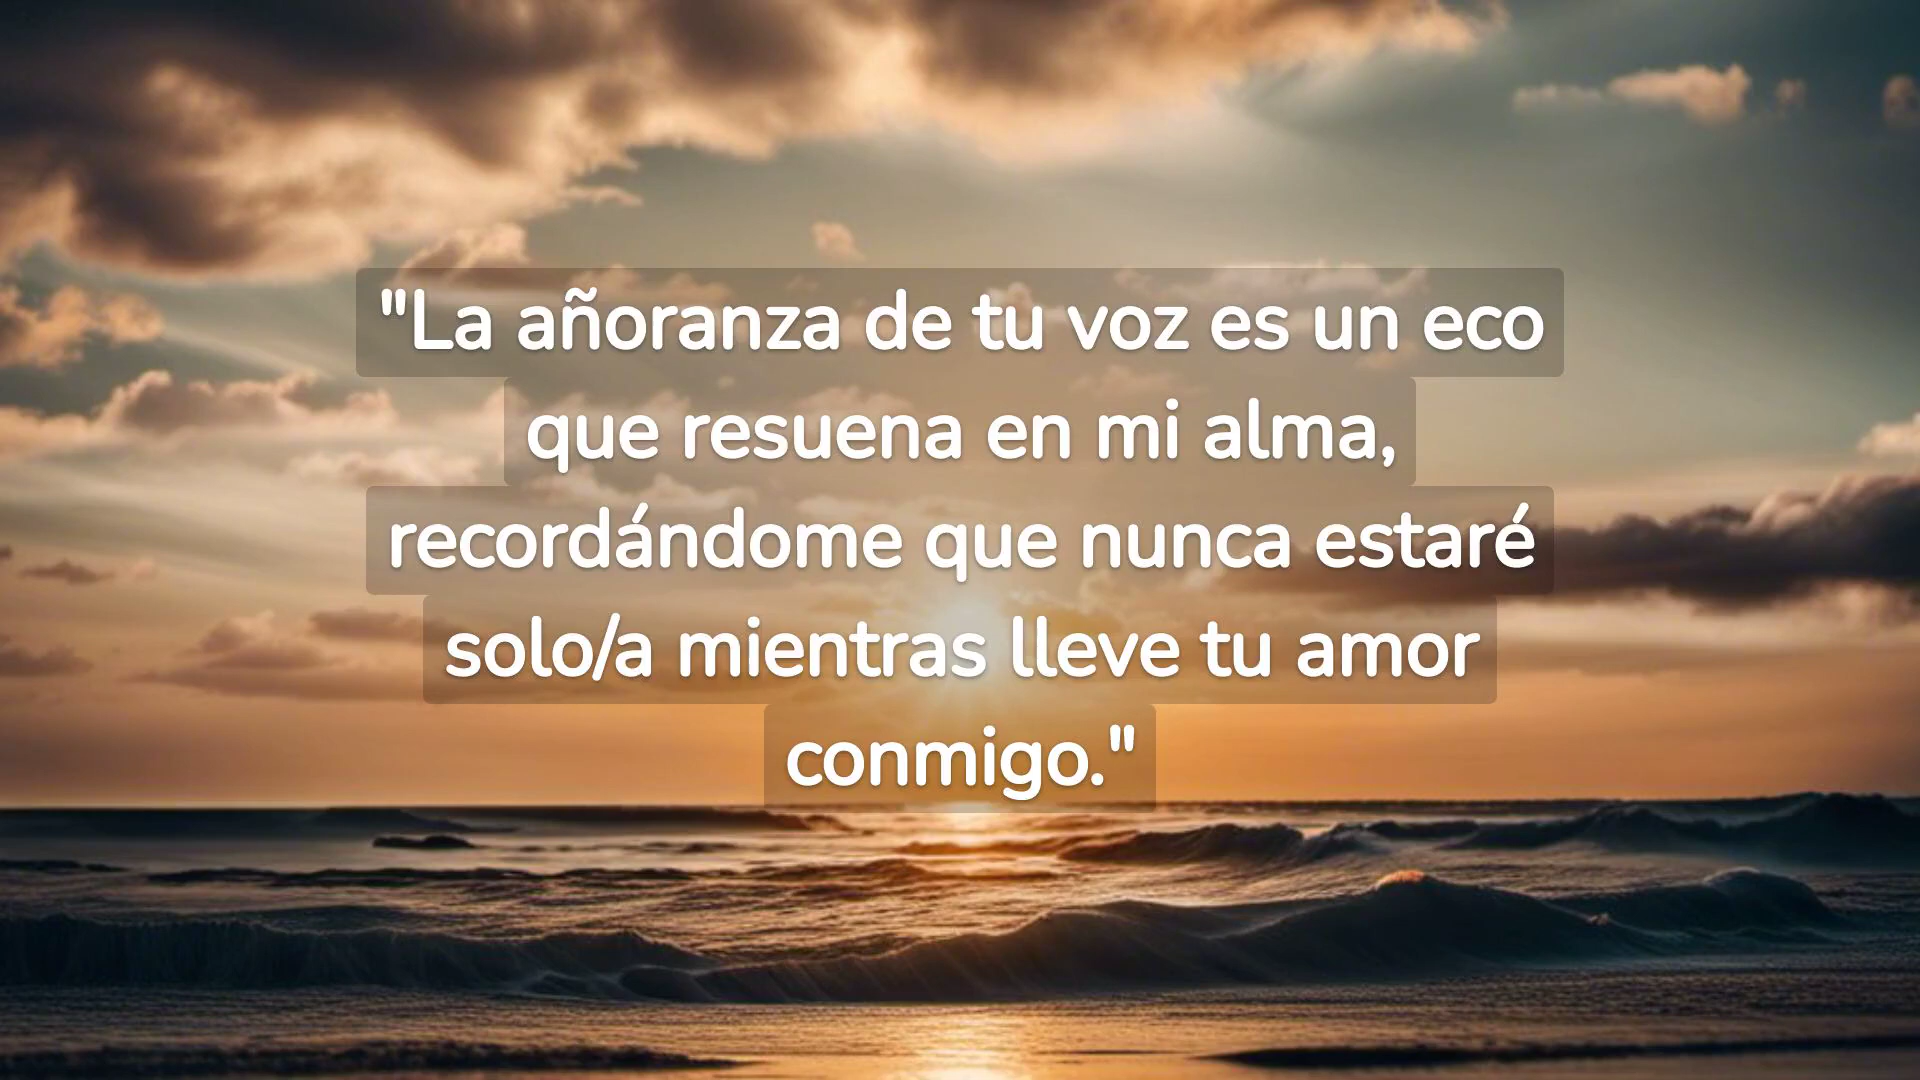 "La añoranza de tu voz es un eco
que resuena en mi alma,
recordándome que nunca estaré
solo/a mientras lleve tu amor
conmigo."